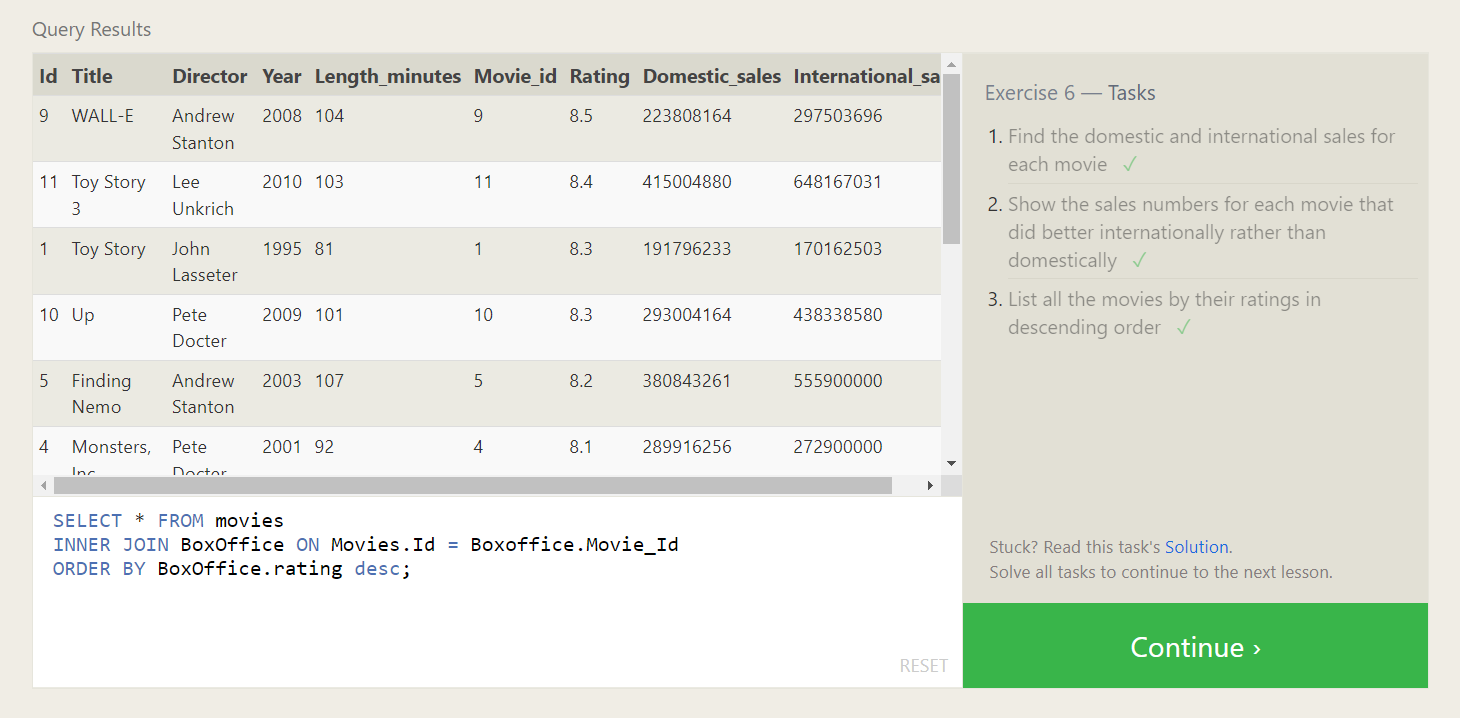 Query Results
Id Title Director Year Length_minutes Movie_id Rating Domestic_sales International_sa
9 WALL-E Andrew 2008 104 9 8.5 223808164 297503696
Stanton
11 Toy Story Lee 2010 103 11 8.4 415004880 648167031
3 Unkrich
1 Toy Story John 1995 81 1 8.3 191796233 170162503
Lasseter
10 Up Pete 2009 101 10 8.3 293004164 438338580
Docter
5 Finding Andrew 2003 107 5 8.2 380843261 555900000
Nemo Stanton
4 Monsters, Pete 2001 92 4 8.1 289916256 272900000
Inc. Docter
SELECT * FROM movies
INNER JOIN BoxOffice ON Movies.Id = Boxoffice.Movie_Id
ORDER BY BoxOffice.rating desc;
RESET
Exercise 6 — Tasks
1. Find the domestic and international sales for
each movie ✓
2. Show the sales numbers for each movie that
did better internationally rather than
domestically ✓
3. List all the movies by their ratings in
descending order ✓
Stuck? Read this task's Solution.
Solve all tasks to continue to the next lesson.
Continue ›